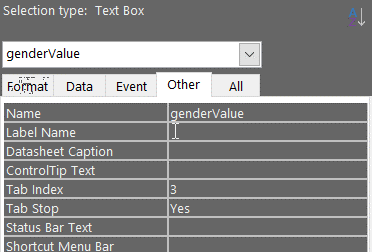 Selection type: Text Box
genderValue
Format Data Event Other All
Name genderValue
Label Name
Datasheet Caption
ControlTip Text
Tab Index 3
Tab Stop Yes
Status Bar Text
Shortcut Menu Bar